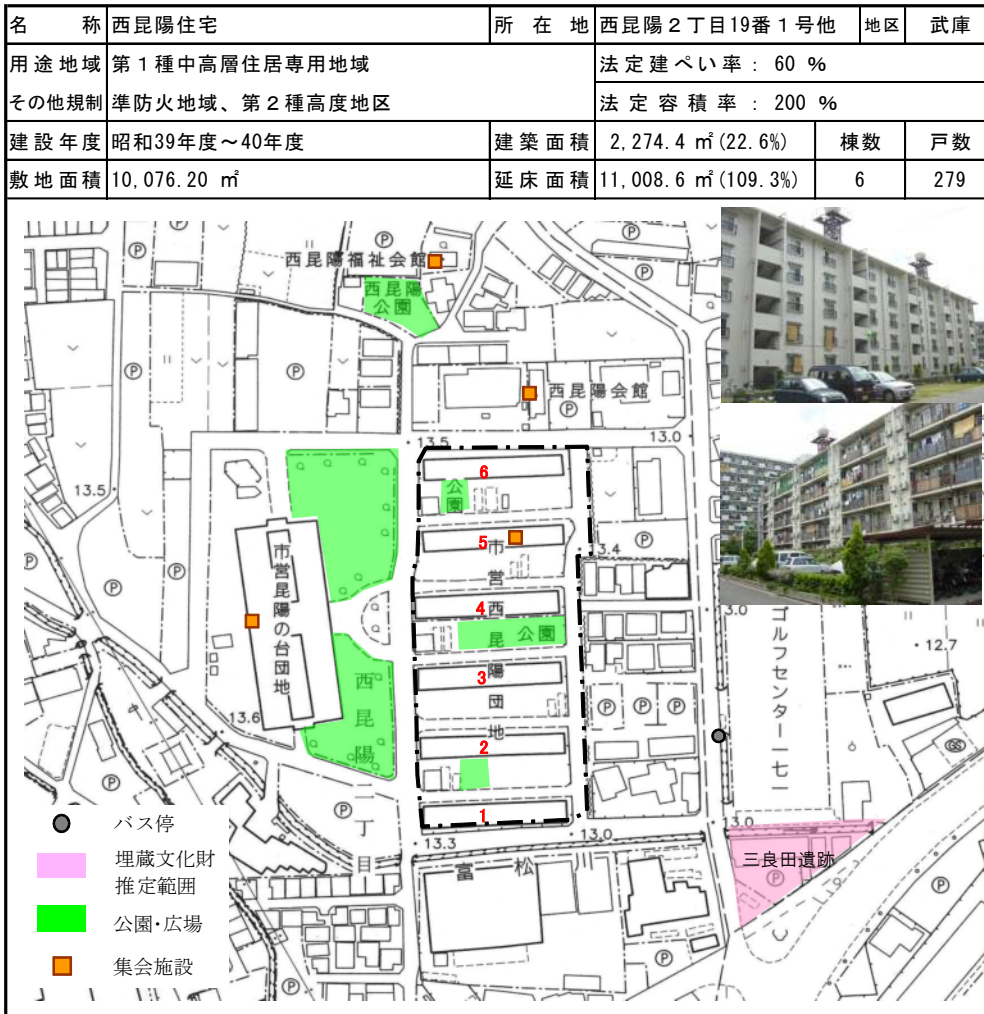 名 称 西昆陽住宅 所 在 地 西昆陽２丁目19番１号他 地区 武庫
用途地域 第１種中高層住居専用地域 法定建ぺい率 : 60 %
その他規制 準防火地域、第２種高度地区 法定容積率 : 200 %
建設年度 昭和39年度～40年度 建築面積 2,274.4 ㎡(22.6%) 棟数 戸数
敷地面積 10,076.20 ㎡ 延床面積 11,008.6 ㎡(109.3%) 6 279
Ⓟ Ⓟ
Ⓟ
西昆陽福祉会館
Ⓟ
西昆陽
公園
Ⓟ Ⓟ
西昆陽会館
Ⓟ
13.5 13.0
6
公園
13.5
Ⓟ
5
3.4
Ⓟ
Ⓟ Ⓟ Ⓟ
市営昆陽の台団地
市営西昆陽団地
4
公園
3.0
ゴルフセンター一七一
12.7
3
西昆陽二丁目
Ⓟ Ⓟ Ⓟ
13.6
2
GS
Ⓟ
Ⓟ
1
13.3 13.0 13.0
富松川
三良田遺跡
Ⓟ
Ⓟ
Ⓟ
Ⓟ
バス停
埋蔵文化財
推定範囲
公園・広場
集会施設